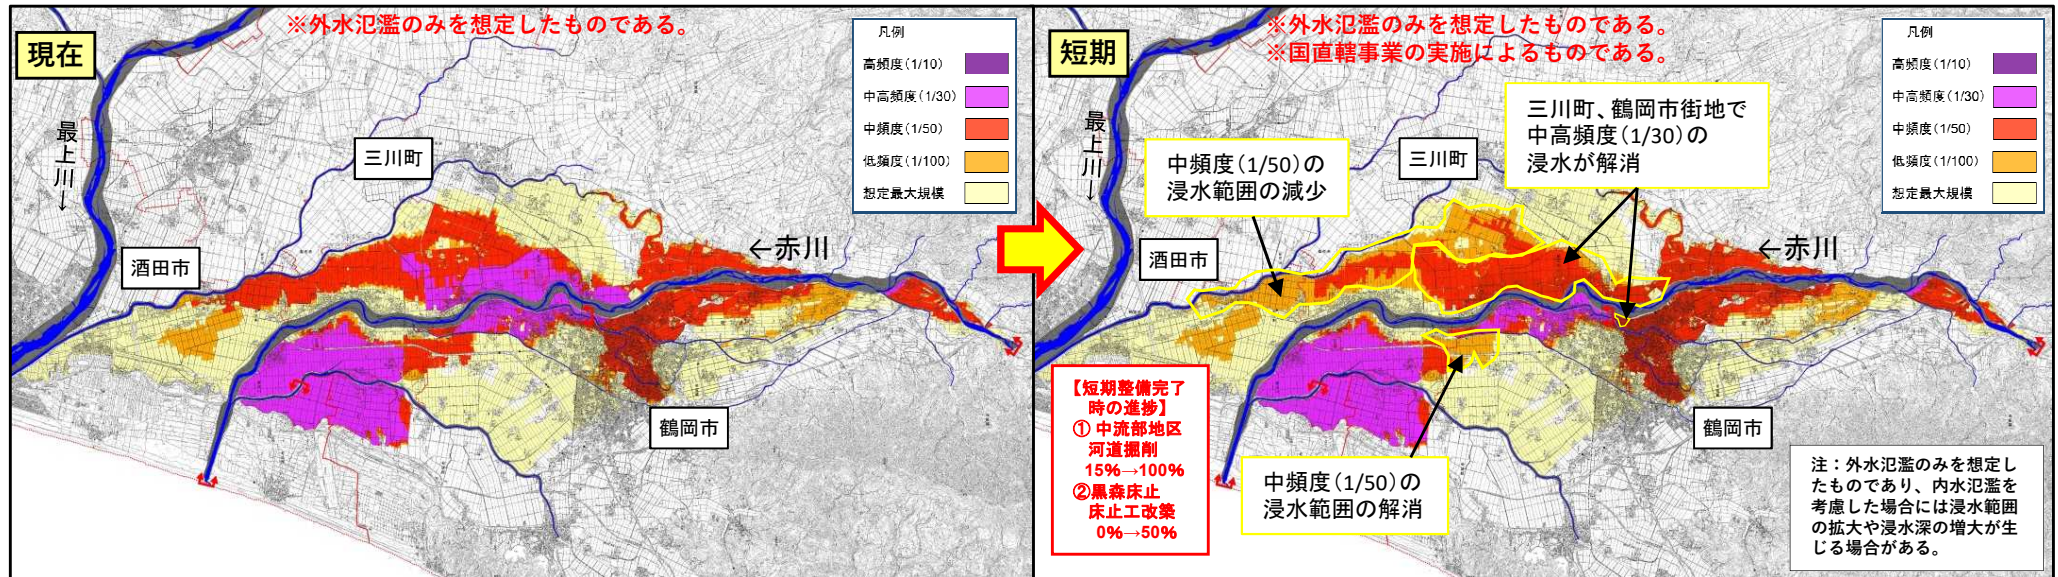 現在
※外水氾濫のみを想定したものである。
凡例
高頻度(1/10)
中高頻度(1/30)
中頻度(1/50)
低頻度(1/100)
想定最大規模
最上川→
三川町
酒田市
←赤川
鶴岡市
短期
※外水氾濫のみを想定したものである。
※国直轄事業の実施によるものである。
凡例
高頻度(1/10)
中高頻度(1/30)
中頻度(1/50)
低頻度(1/100)
想定最大規模
最上川→
三川町、鶴岡市街地で
中高頻度(1/30)の
浸水が解消
三川町
中頻度(1/50)の
浸水範囲の減少
酒田市
←赤川
【短期整備完了
時の進捗】
① 中流部地区
河道掘削
15%→100%
②黒森床止
床止工改築
0%→50%
鶴岡市
中頻度(1/50)の
浸水範囲の解消
注：外水氾濫のみを想定し
たものであり、内水氾濫を
考慮した場合には浸水範囲
の拡大や浸水深の増大が生
じる場合がある。